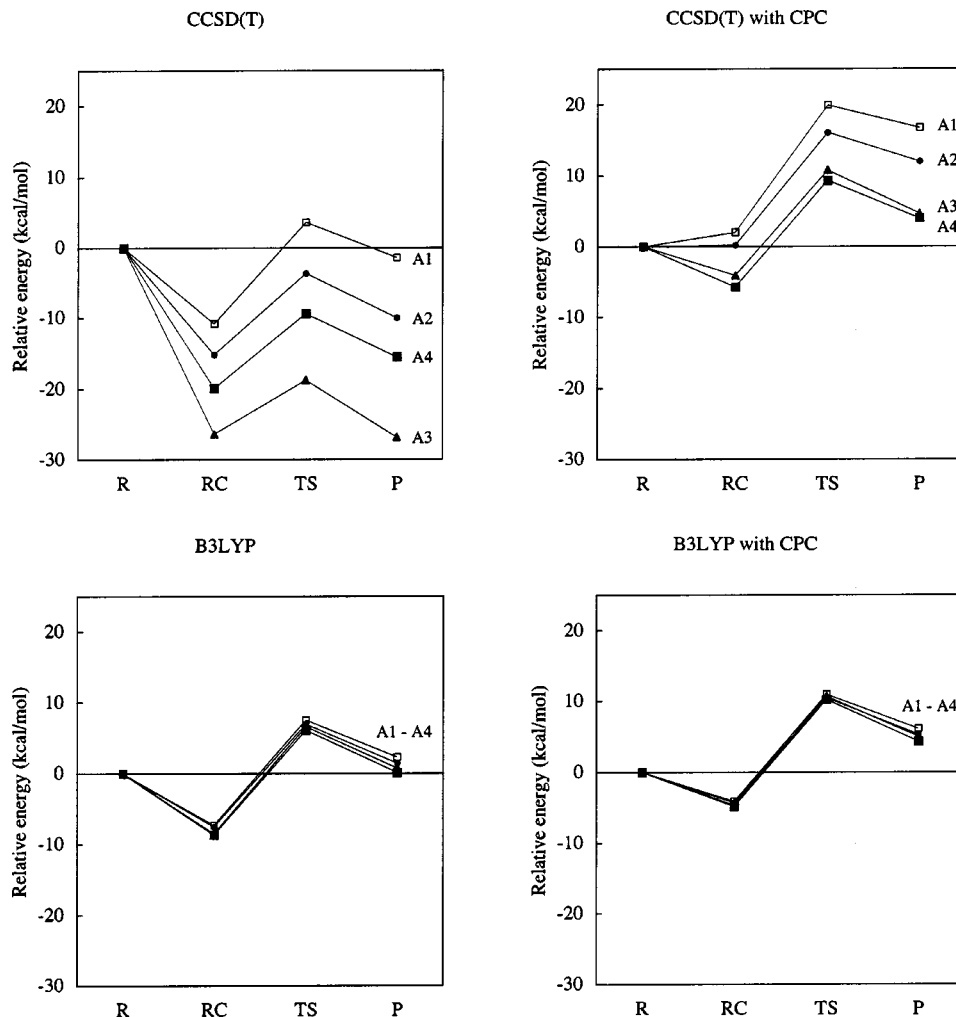 CCSD(T)
Relative energy (kcal/mol)
20
10
0
-10
-20
-30
A1
A2
A4
A3
R RC TS P
CCSD(T) with CPC
Relative energy (kcal/mol)
20
10
0
-10
-20
-30
A1
A2
A3
A4
R RC TS P
B3LYP
Relative energy (kcal/mol)
20
10
0
-10
-20
-30
A1 - A4
R RC TS P
B3LYP with CPC
Relative energy (kcal/mol)
20
10
0
-10
-20
-30
A1 - A4
R RC TS P